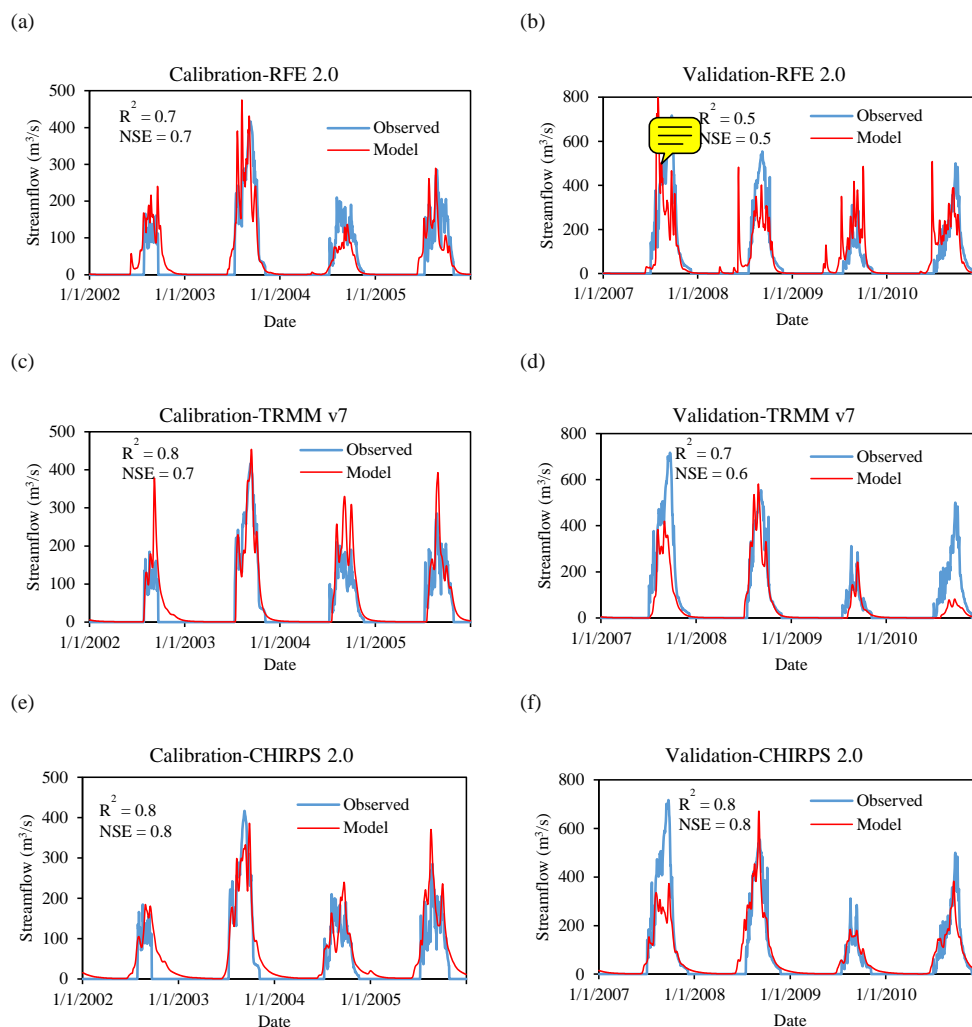 (a)
Calibration-RFE 2.0
R² = 0.7
NSE = 0.7
Observed
Model
Streamflow (m³/s)
500
400
300
200
100
0
1/1/2002 1/1/2003 1/1/2004 1/1/2005
Date
(b)
Validation-RFE 2.0
R² = 0.5
NSE = 0.5
Observed
Model
Streamflow (m³/s)
800
600
400
200
0
1/1/2007 1/1/2008 1/1/2009 1/1/2010
Date
(c)
Calibration-TRMM v7
R² = 0.8
NSE = 0.7
Observed
Model
Streamflow (m³/s)
500
400
300
200
100
0
1/1/2002 1/1/2003 1/1/2004 1/1/2005
Date
(d)
Validation-TRMM v7
R² = 0.7
NSE = 0.6
Observed
Model
Streamflow (m³/s)
800
600
400
200
0
1/1/2007 1/1/2008 1/1/2009 1/1/2010
Date
(e)
Calibration-CHIRPS 2.0
R² = 0.8
NSE = 0.8
Observed
Model
Streamflow (m³/s)
500
400
300
200
100
0
1/1/2002 1/1/2003 1/1/2004 1/1/2005
Date
(f)
Validation-CHIRPS 2.0
R² = 0.8
NSE = 0.8
Observed
Model
Streamflow (m³/s)
800
600
400
200
0
1/1/2007 1/1/2008 1/1/2009 1/1/2010
Date